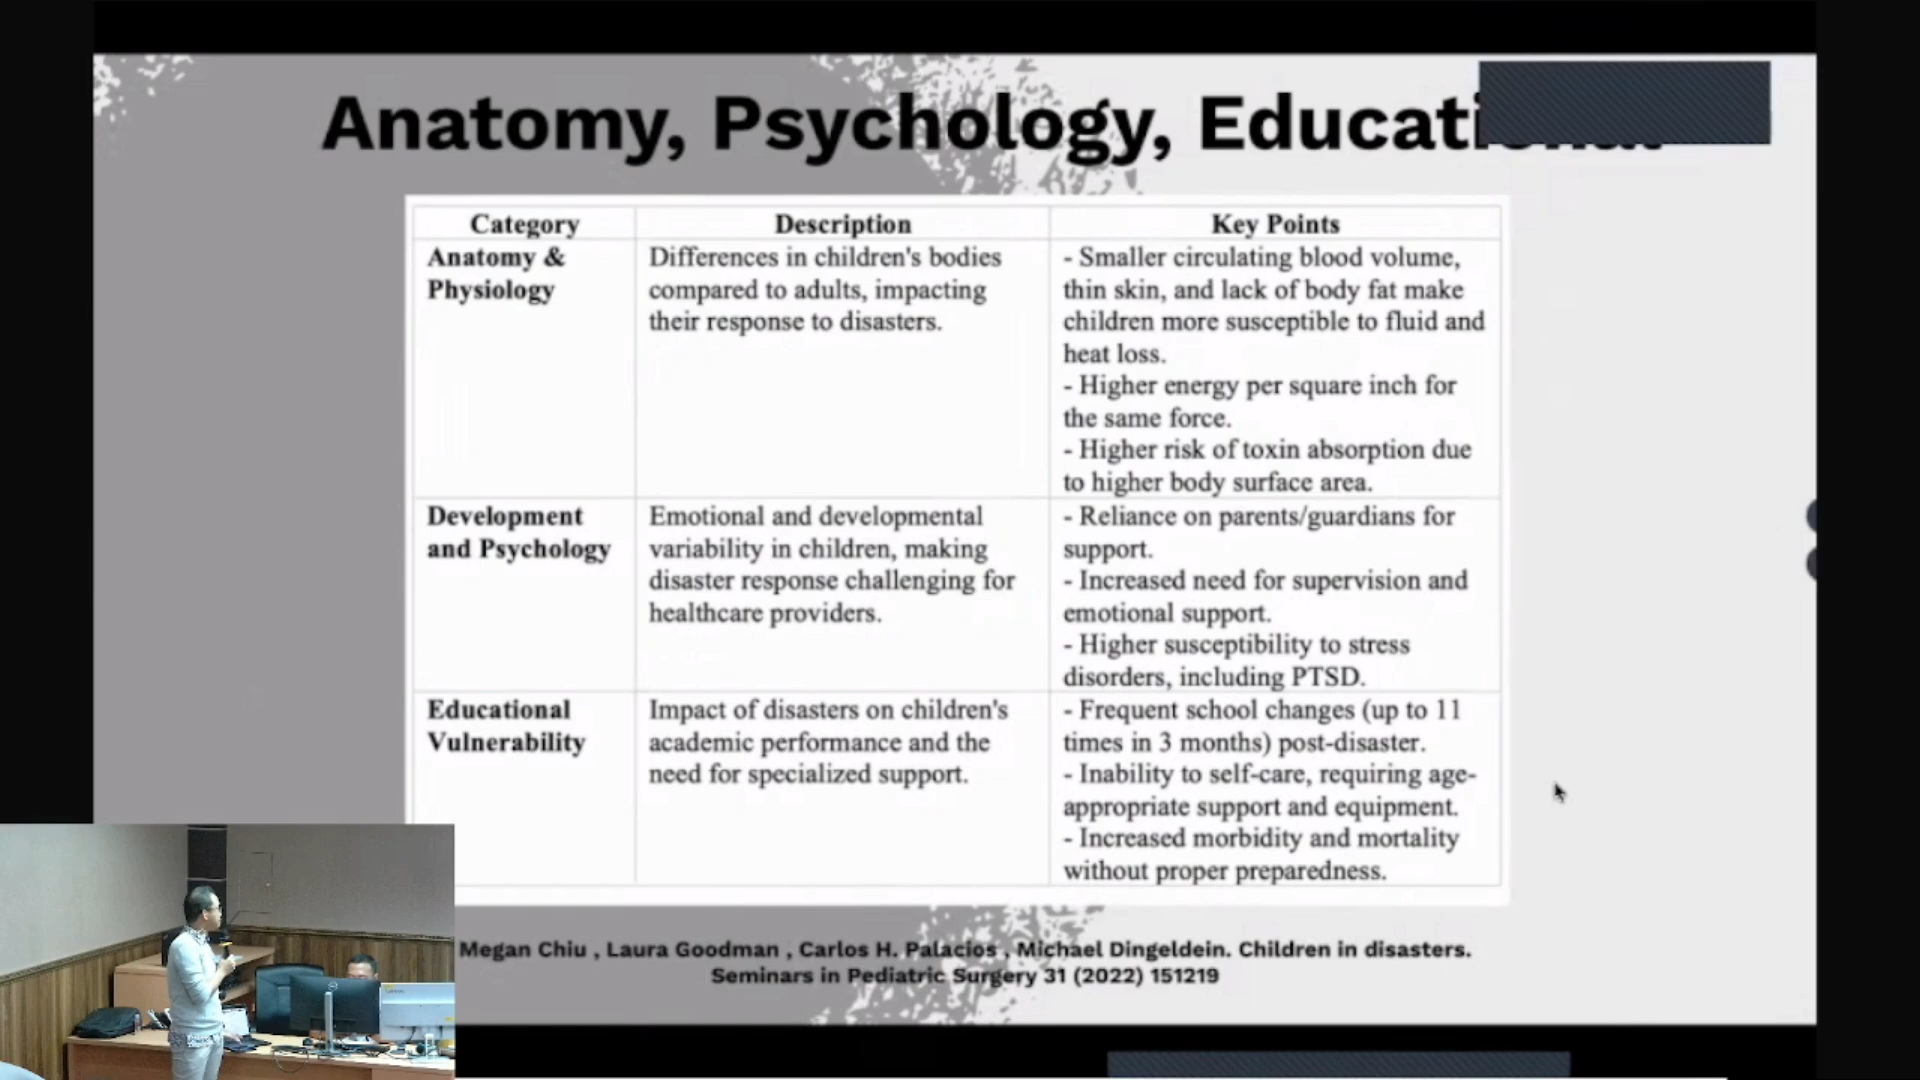 Anatomy, Psychology, Educational
Category
Description
Key Points
Anatomy &
Physiology
Differences in children's bodies
compared to adults, impacting
their response to disasters.
- Smaller circulating blood volume,
thin skin, and lack of body fat make
children more susceptible to fluid and
heat loss.
- Higher energy per square inch for
the same force.
- Higher risk of toxin absorption due
to higher body surface area.
Development
and Psychology
Emotional and developmental
variability in children, making
disaster response challenging for
healthcare providers.
- Reliance on parents/guardians for
support.
- Increased need for supervision and
emotional support.
- Higher susceptibility to stress
disorders, including PTSD.
Educational
Vulnerability
Impact of disasters on children's
academic performance and the
need for specialized support.
- Frequent school changes (up to 11
times in 3 months) post-disaster.
- Inability to self-care, requiring age-
appropriate support and equipment.
- Increased morbidity and mortality
without proper preparedness.
Megan Chiu , Laura Goodman , Carlos H. Palacios , Michael Dingeldein. Children in disasters.
Seminars in Pediatric Surgery 31 (2022) 151219